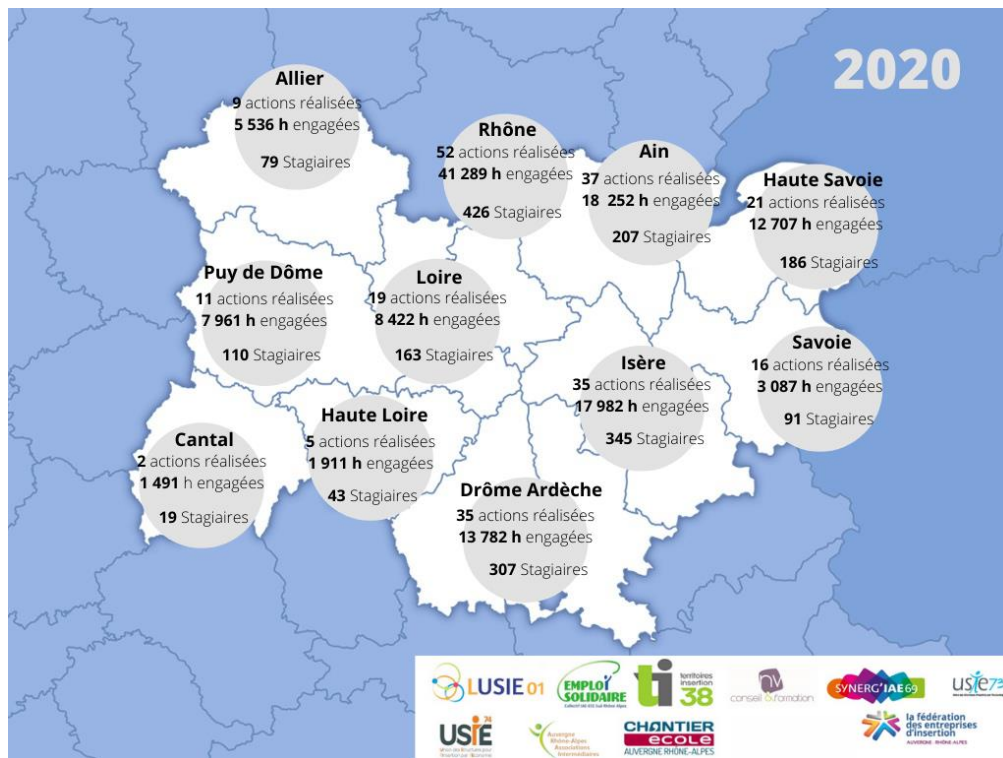 2020
Allier
9 actions réalisées
5 536 h engagées
79 Stagiaires
Rhône
52 actions réalisées
41 289 h engagées
426 Stagiaires
Ain
37 actions réalisées
18 252 h engagées
207 Stagiaires
Haute Savoie
21 actions réalisées
12 707 h engagées
186 Stagiaires
Puy de Dôme
11 actions réalisées
7 961 h engagées
110 Stagiaires
Loire
19 actions réalisées
8 422 h engagées
163 Stagiaires
Isère
35 actions réalisées
17 982 h engagées
345 Stagiaires
Savoie
16 actions réalisées
3 087 h engagées
91 Stagiaires
Cantal
2 actions réalisées
1 491 h engagées
19 Stagiaires
Haute Loire
5 actions réalisées
1 911 h engagées
43 Stagiaires
Drôme Ardèche
35 actions réalisées
13 782 h engagées
307 Stagiaires
LUSIE 01
EMPLOI
SOLIDAIRE
ti
territoires
insertion
38
nv
conseil & formation
SYNERG'IAE69
usie73
USIE
74
Auvergne
Rhône-Alpes
Associations
Intermédiaires
CHANTIER
école
AUVERGNE RHÔNE-ALPES
la fédération
des entreprises
d'insertion
AUVERGNE - RHÔNE-ALPES